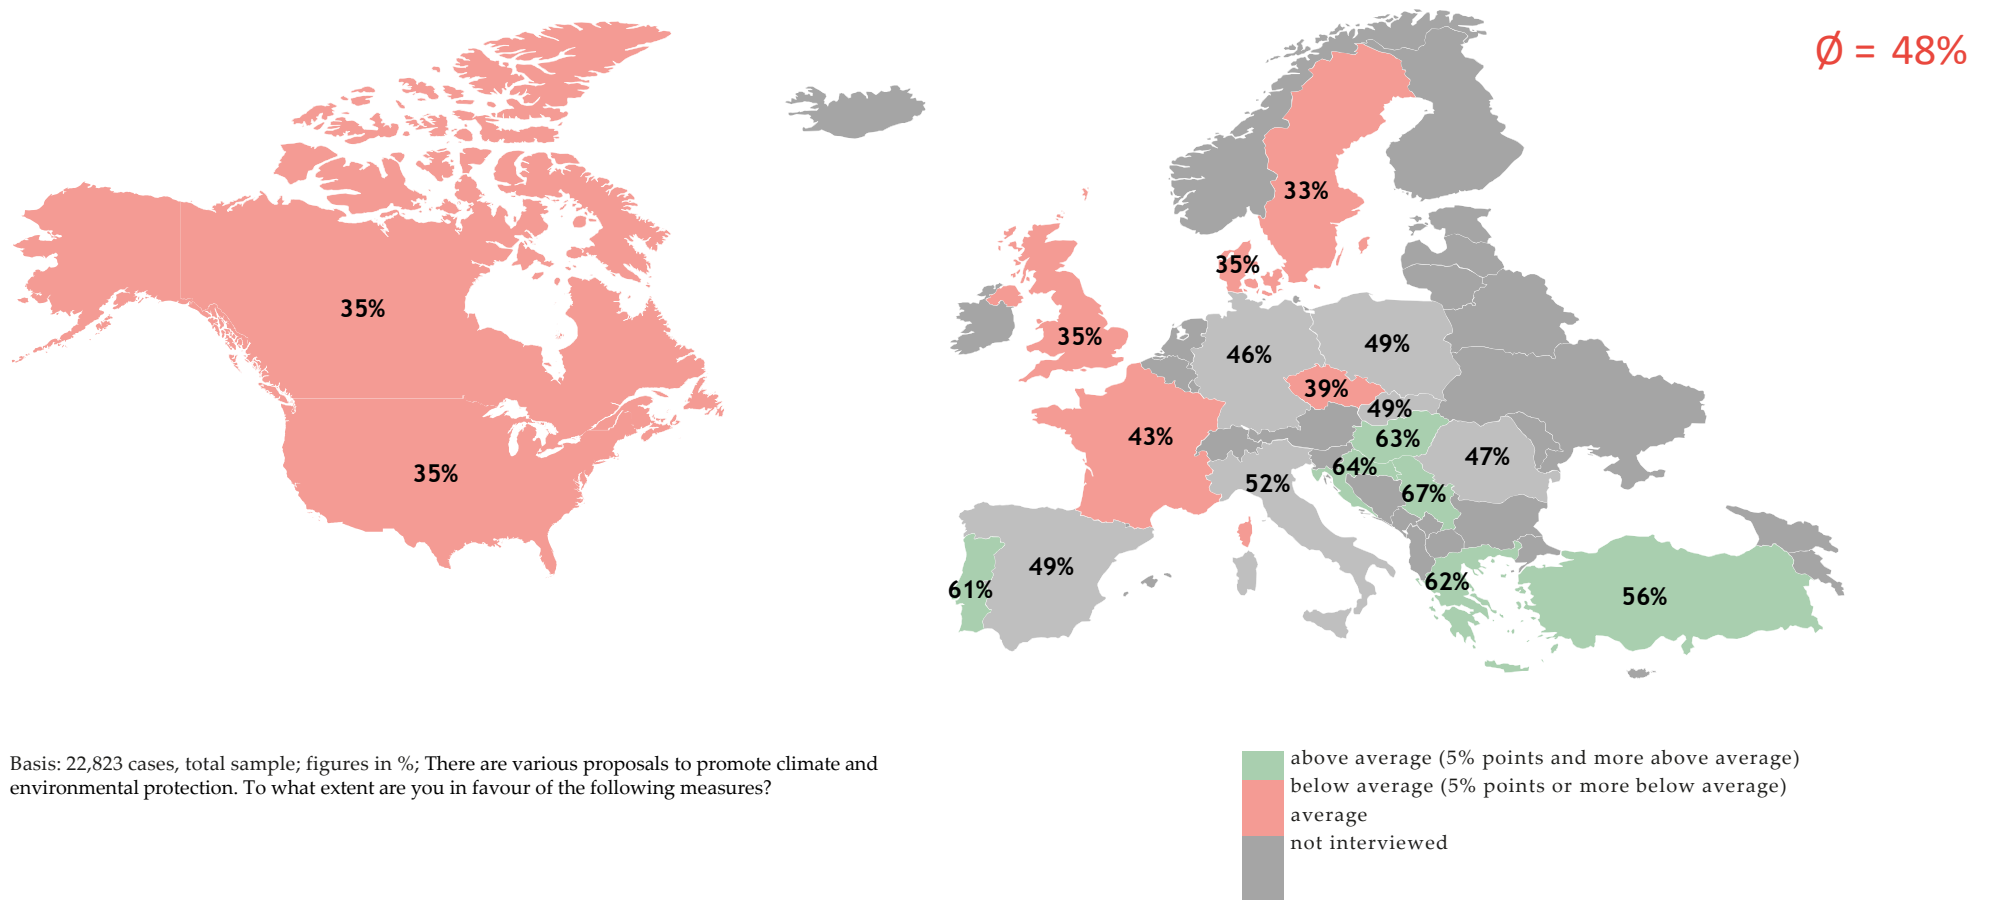 Ø = 48%
33%
35%
35%
35%
46%
49%
39%
49%
43%
63%
47%
64%
35%
52%
67%
49%
62%
61%
56%
above average (5% points and more above average)
Basis: 22,823 cases, total sample; figures in %; There are various proposals to promote climate and
environmental protection. To what extent are you in favour of the following measures?
below average (5% points or more below average)
average
not interviewed